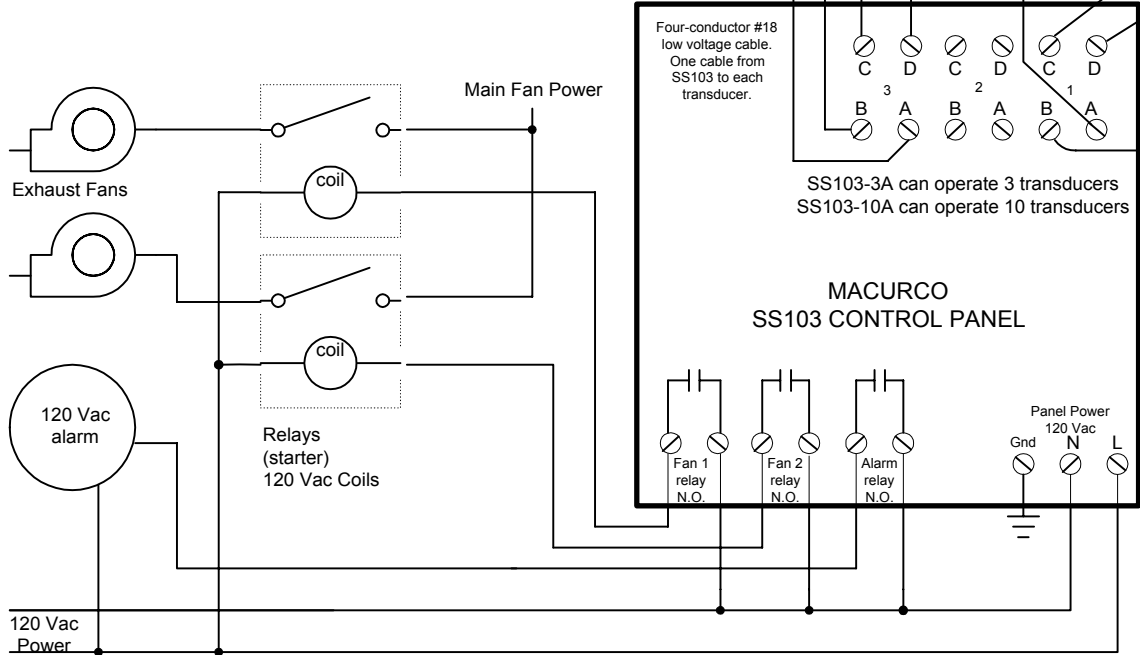 Four-conductor #18
low voltage cable.
One cable from
SS103 to each
transducer.
C D C D C D
3 2 1
B A B A B A
SS103-3A can operate 3 transducers
SS103-10A can operate 10 transducers
MACURCO
SS103 CONTROL PANEL
Main Fan Power
coil
Exhaust Fans
coil
120 Vac
alarm
Relays
(starter)
120 Vac Coils
Fan 1
relay
N.O.
Fan 2
relay
N.O.
Alarm
relay
N.O.
Panel Power
120 Vac
Gnd N L
120 Vac
Power